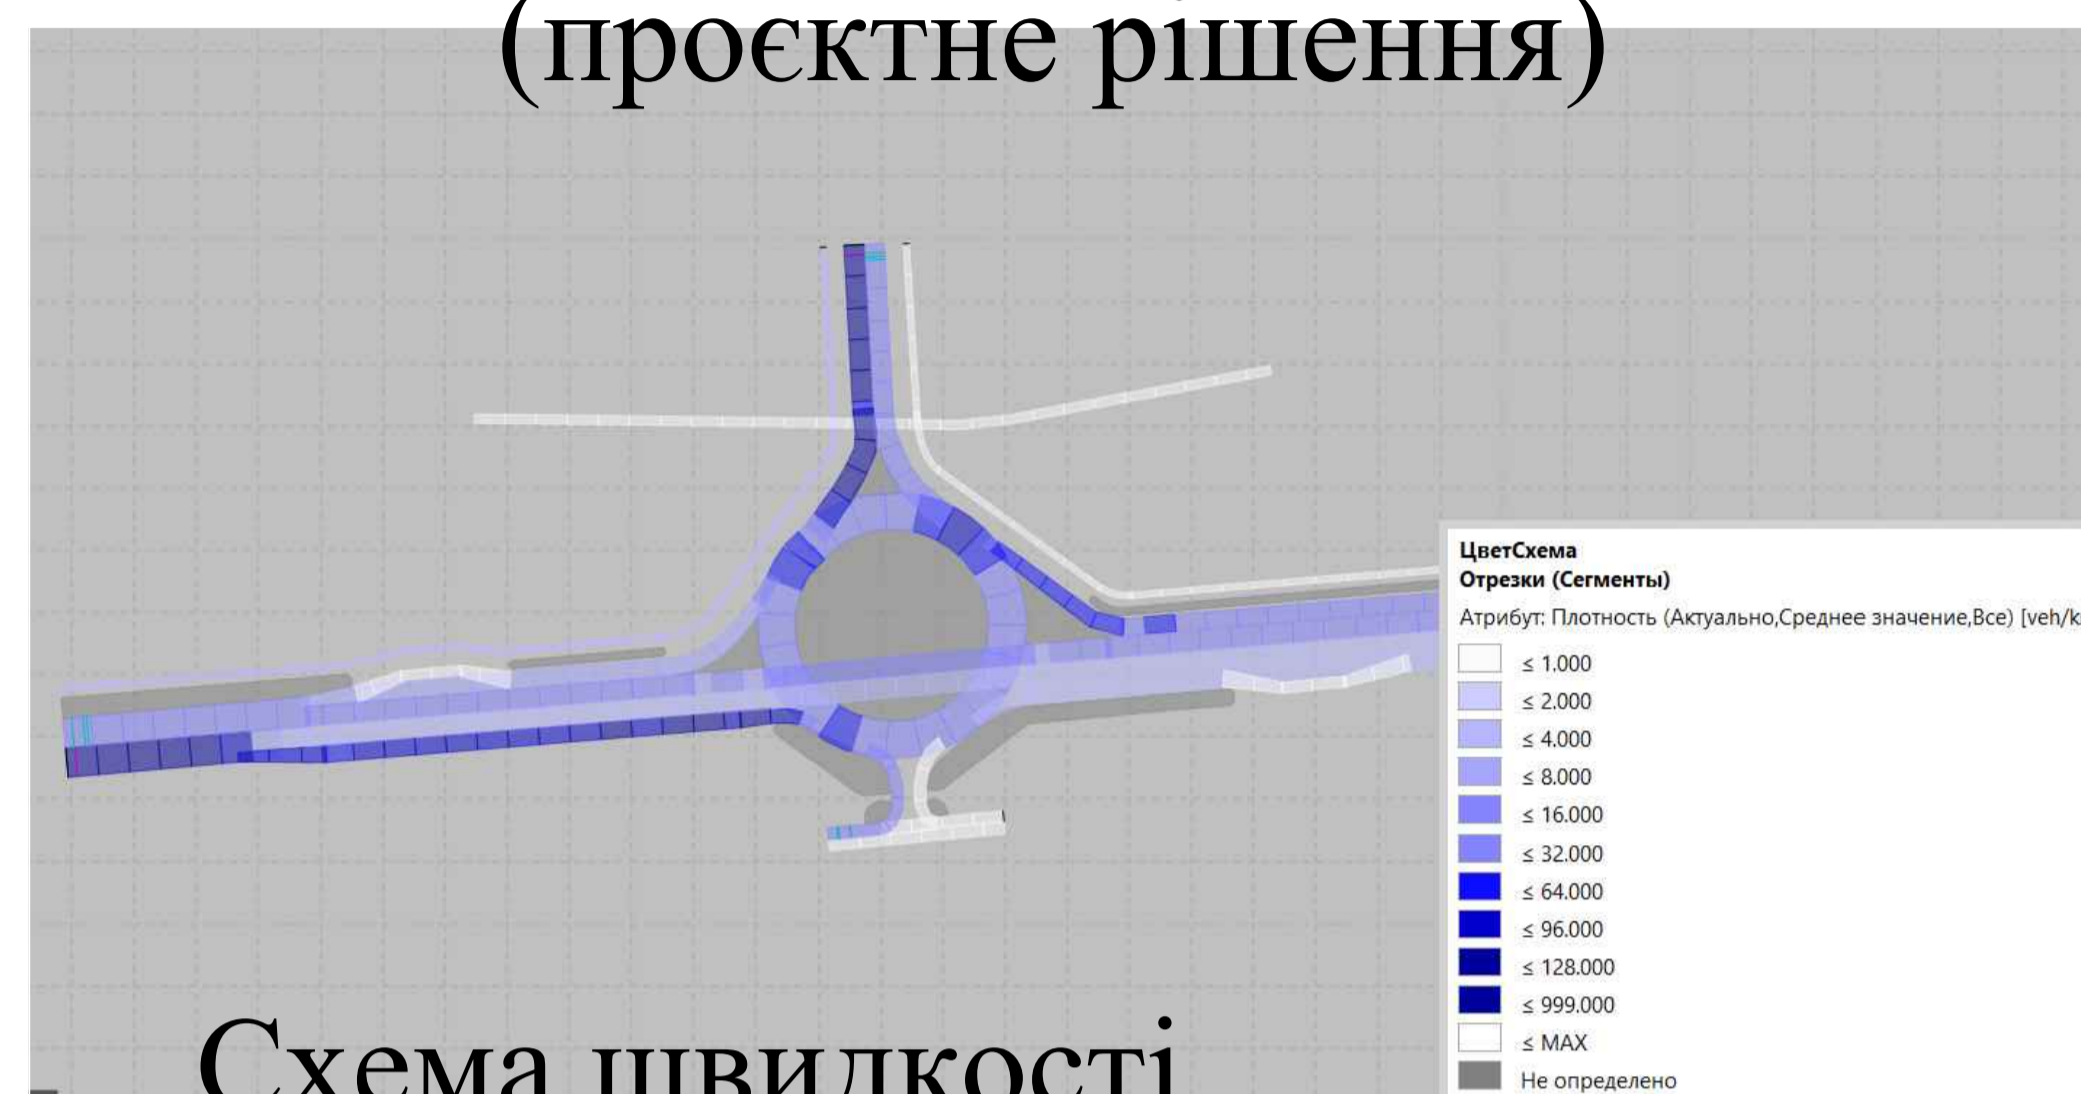 (проєктне рішення)
ЦветСхема
Отрезки (Сегменты)
Атрибут: Плотность (Актуально,Среднее значение,Все) [veh/k
≤ 1.000
≤ 2.000
≤ 4.000
≤ 8.000
≤ 16.000
≤ 32.000
≤ 64.000
≤ 96.000
≤ 128.000
≤ 999.000
≤ MAX
Не определено
Схема швидкості